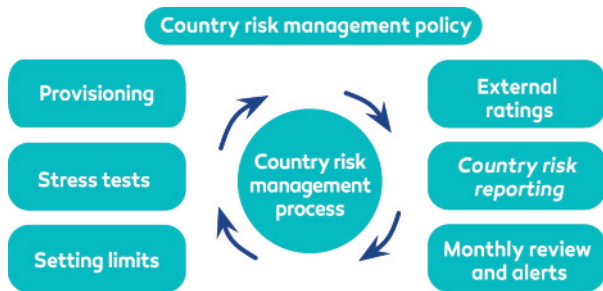 Country risk management policy
Provisioning
Stress tests
Setting limits
Country risk
management
process
External
ratings
Country risk
reporting
Monthly review
and alerts